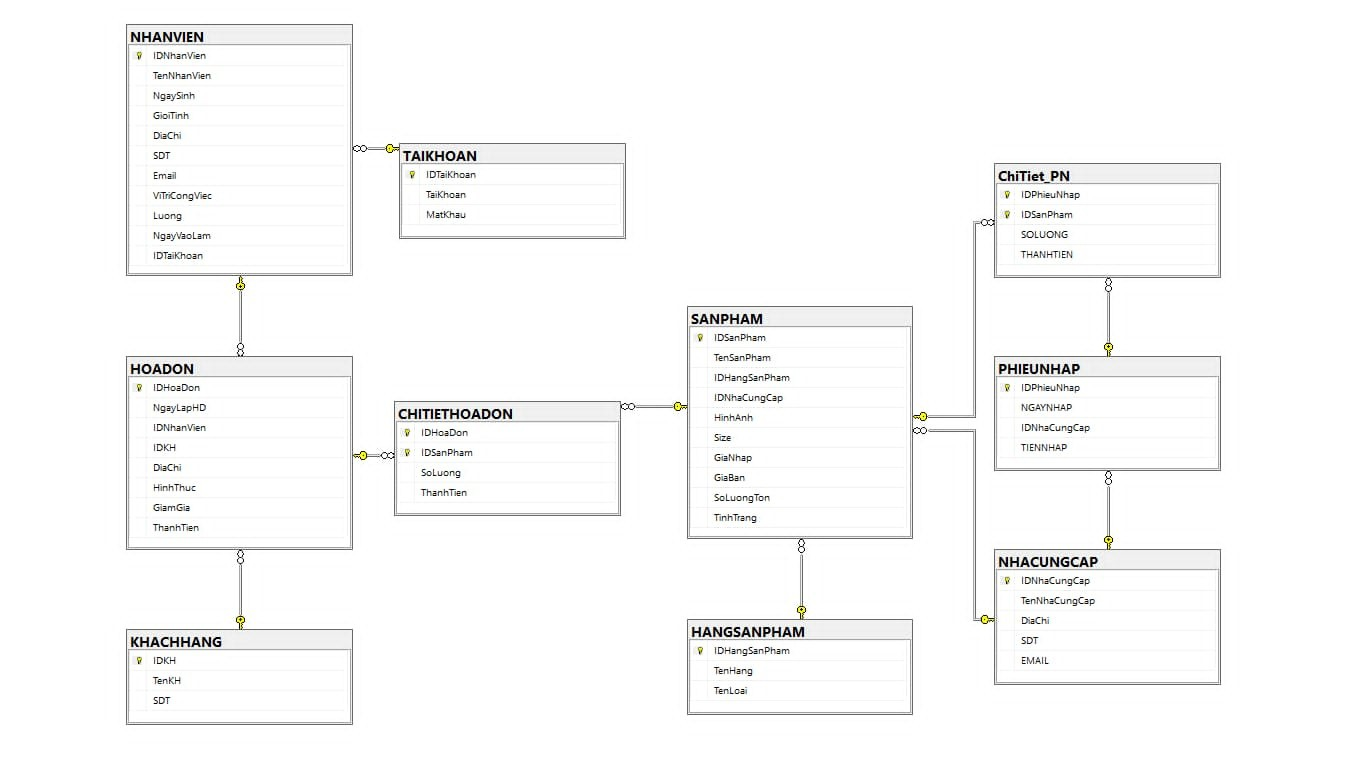 NHANVIEN
IDNhanVien
TenNhanVien
NgaySinh
GioiTinh
DiaChi
SDT
Email
ViTriCongViec
Luong
NgayVaoLam
IDTaiKhoan
TAIKHOAN
IDTaiKhoan
TaiKhoan
MatKhau
HOADON
IDHoaDon
NgayLapHD
IDNhanVien
IDKH
DiaChi
HinhThuc
GiamGia
ThanhTien
CHITIETHOADON
IDHoaDon
IDSanPham
SoLuong
ThanhTien
KHACHHANG
IDKH
TenKH
SDT
SANPHAM
IDSanPham
TenSanPham
IDHangSanPham
IDNhaCungCap
HinhAnh
Size
GiaNhap
GiaBan
SoLuongTon
TinhTrang
HANGSANPHAM
IDHangSanPham
TenHang
TenLoai
ChiTiet_PN
IDPhieuNhap
IDSanPham
SOLUONG
THANHTIEN
PHIEUNHAP
IDPhieuNhap
NGAYNHAP
IDNhaCungCap
TIENNHAP
NHACUNGCAP
IDNhaCungCap
TenNhaCungCap
DiaChi
SDT
EMAIL